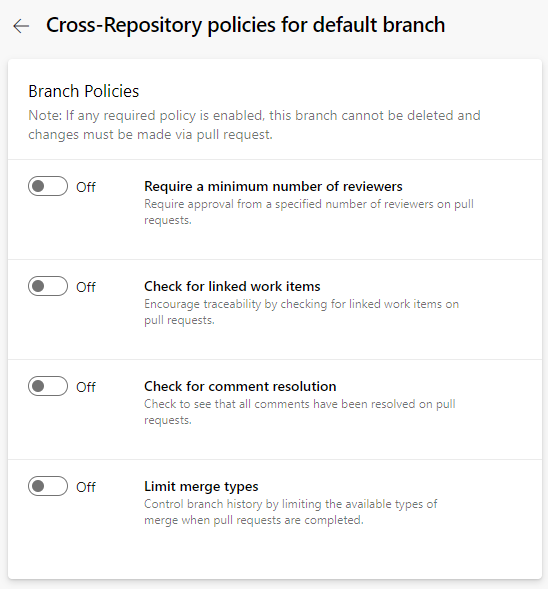 Cross-Repository policies for default branch
Branch Policies
Note: If any required policy is enabled, this branch cannot be deleted and
changes must be made via pull request.
Off
Require a minimum number of reviewers
Require approval from a specified number of reviewers on pull
requests.
Off
Check for linked work items
Encourage traceability by checking for linked work items on
pull requests.
Off
Check for comment resolution
Check to see that all comments have been resolved on pull
requests.
Off
Limit merge types
Control branch history by limiting the available types of
merge when pull requests are completed.